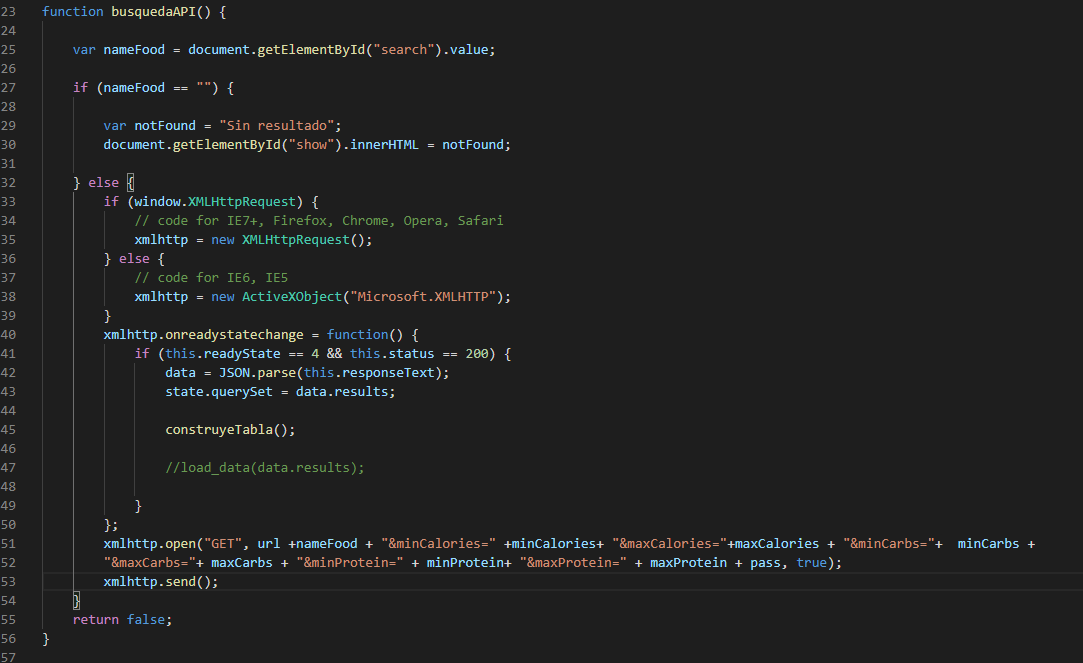 23 function busquedaAPI() {
24
25     var nameFood = document.getElementById("search").value;
26
27     if (nameFood == "") {
28
29         var notFound = "Sin resultado";
30         document.getElementById("show").innerHTML = notFound;
31
32     } else {
33         if (window.XMLHttpRequest) {
34             // code for IE7+, Firefox, Chrome, Opera, Safari
35             xmlhttp = new XMLHttpRequest();
36         } else {
37             // code for IE6, IE5
38             xmlhttp = new ActiveXObject("Microsoft.XMLHTTP");
39         }
40         xmlhttp.onreadystatechange = function() {
41             if (this.readyState == 4 && this.status == 200) {
42                 data = JSON.parse(this.responseText);
43                 state.querySet = data.results;
44
45                 construyeTabla();
46
47                 //load_data(data.results);
48
49             }
50         };
51         xmlhttp.open("GET", url +nameFood + "&minCalories=" +minCalories+ "&maxCalories="+maxCalories + "&minCarbs="+  minCarbs +
52         "&maxCarbs="+ maxCarbs + "&minProtein=" + minProtein+ "&maxProtein=" + maxProtein + pass, true);
53         xmlhttp.send();
54     }
55     return false;
56 }
57